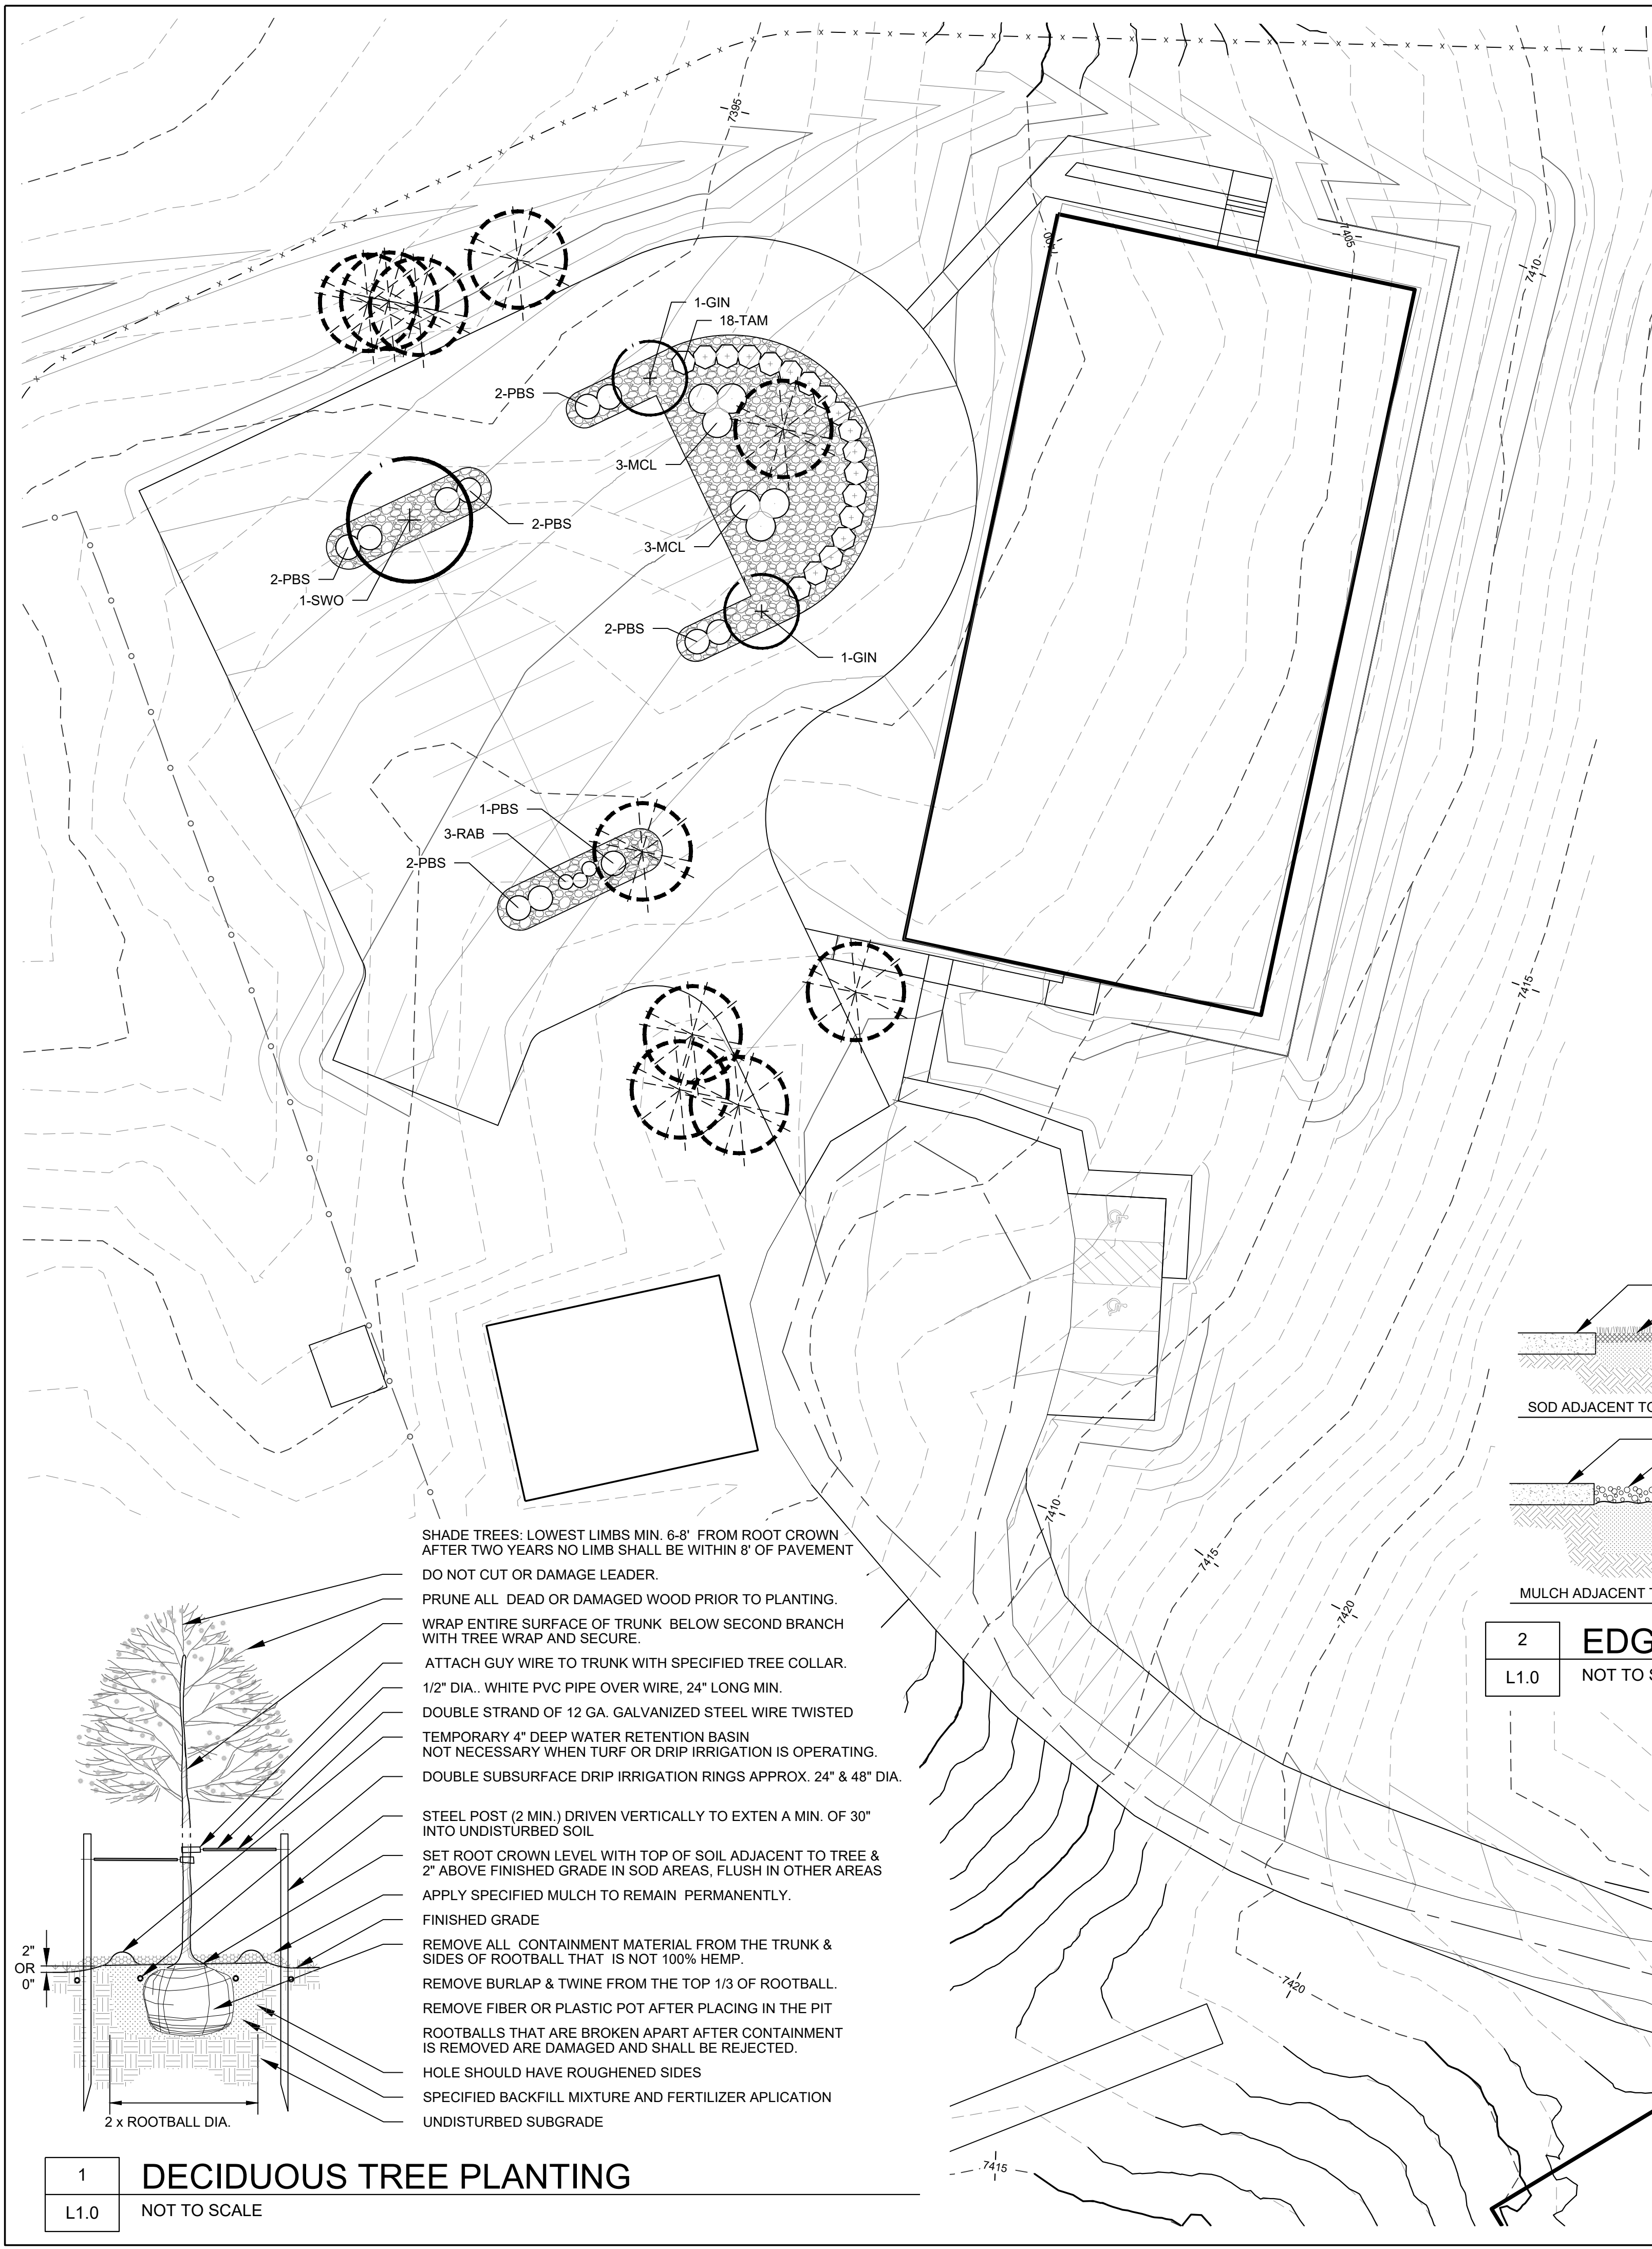 7395
7405
7410
1-GIN
18-TAM
2-PBS
3-MCL
2-PBS
3-MCL
2-PBS
1-SWO
2-PBS
1-GIN
1-PBS
3-RAB
2-PBS
7415
SOD ADJACENT TO
MULCH ADJACENT
7410
7415
7420
2
L1.0
EDG
NOT TO
7420
7415
SHADE TREES: LOWEST LIMBS MIN. 6-8' FROM ROOT CROWN
AFTER TWO YEARS NO LIMB SHALL BE WITHIN 8' OF PAVEMENT
DO NOT CUT OR DAMAGE LEADER.
PRUNE ALL DEAD OR DAMAGED WOOD PRIOR TO PLANTING.
WRAP ENTIRE SURFACE OF TRUNK BELOW SECOND BRANCH
WITH TREE WRAP AND SECURE.
ATTACH GUY WIRE TO TRUNK WITH SPECIFIED TREE COLLAR.
1/2" DIA.. WHITE PVC PIPE OVER WIRE, 24" LONG MIN.
DOUBLE STRAND OF 12 GA. GALVANIZED STEEL WIRE TWISTED
TEMPORARY 4" DEEP WATER RETENTION BASIN
NOT NECESSARY WHEN TURF OR DRIP IRRIGATION IS OPERATING.
DOUBLE SUBSURFACE DRIP IRRIGATION RINGS APPROX. 24" & 48" DIA.
STEEL POST (2 MIN.) DRIVEN VERTICALLY TO EXTEN A MIN. OF 30"
INTO UNDISTURBED SOIL
SET ROOT CROWN LEVEL WITH TOP OF SOIL ADJACENT TO TREE &
2" ABOVE FINISHED GRADE IN SOD AREAS, FLUSH IN OTHER AREAS
APPLY SPECIFIED MULCH TO REMAIN PERMANENTLY.
FINISHED GRADE
REMOVE ALL CONTAINMENT MATERIAL FROM THE TRUNK &
SIDES OF ROOTBALL THAT IS NOT 100% HEMP.
REMOVE BURLAP & TWINE FROM THE TOP 1/3 OF ROOTBALL.
REMOVE FIBER OR PLASTIC POT AFTER PLACING IN THE PIT
ROOTBALLS THAT ARE BROKEN APART AFTER CONTAINMENT
IS REMOVED ARE DAMAGED AND SHALL BE REJECTED.
HOLE SHOULD HAVE ROUGHENED SIDES
SPECIFIED BACKFILL MIXTURE AND FERTILIZER APLICATION
UNDISTURBED SUBGRADE
2"
OR
0"
2 x ROOTBALL DIA.
1
L1.0
DECIDUOUS TREE PLANTING
NOT TO SCALE